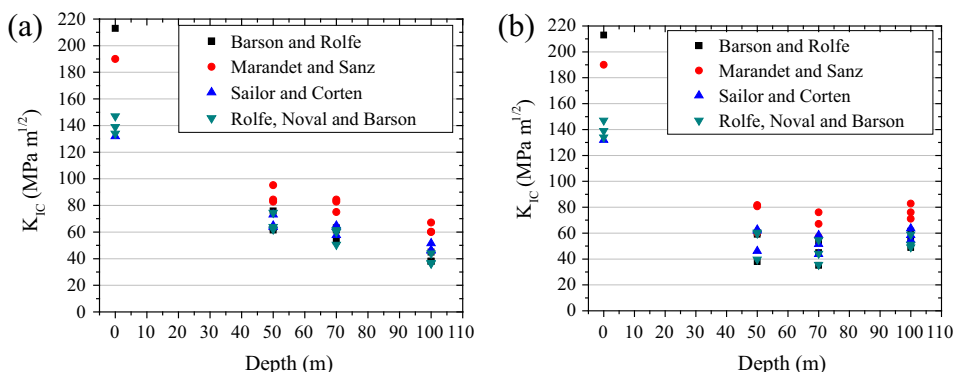 (a)
220
200
180
160
140
120
100
80
60
40
20
0
K_IC (MPa m^1/2)
Barson and Rolfe
Marandet and Sanz
Sailor and Corten
Rolfe, Noval and Barson
0 10 20 30 40 50 60 70 80 90 100 110
Depth (m)
(b)
220
200
180
160
140
120
100
80
60
40
20
0
K_IC (MPa m^1/2)
Barson and Rolfe
Marandet and Sanz
Sailor and Corten
Rolfe, Noval and Barson
0 10 20 30 40 50 60 70 80 90 100 110
Depth (m)